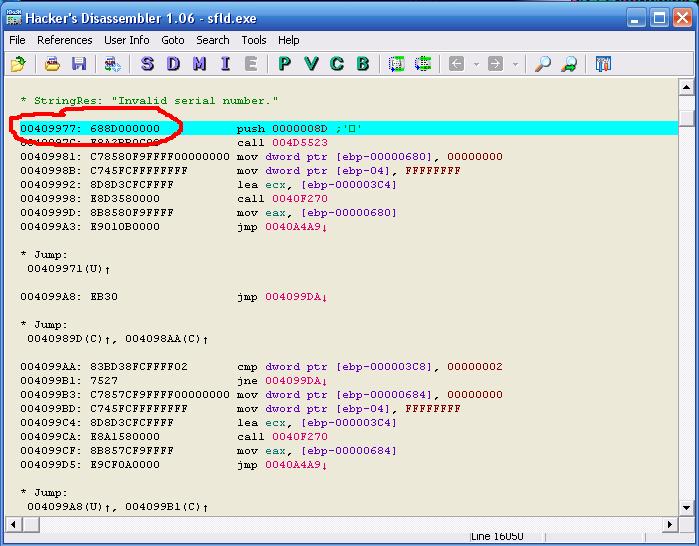 Hacker's Disassembler 1.06 - sfld.exe
File References User Info Goto Search Tools Help
S D M I E P V C B
* StringRes: "Invalid serial number."
00409977: 688D000000 push 0000008D ;'□'
call 004D5523
00409981: C78580F9FFFF00000000 mov dword ptr [ebp-00000680], 00000000
0040998B: C745FCFFFFFFFF mov dword ptr [ebp-04], FFFFFFFF
00409992: 8D8D3CFCFFFF lea ecx, [ebp-000003C4]
00409998: E8D3580000 call 0040F270
0040999D: 8B8580F9FFFF mov eax, [ebp-00000680]
004099A3: E9010B0000 jmp 0040A4A9↓
* Jump:
00409971(U)↑
004099A8: EB30 jmp 004099DA↓
* Jump:
0040989D(C)↑, 004098AA(C)↑
004099AA: 83BD38FCFFFF02 cmp dword ptr [ebp-000003C8], 00000002
004099B1: 7527 jne 004099DA↓
004099B3: C7857CF9FFFF00000000 mov dword ptr [ebp-00000684], 00000000
004099BD: C745FCFFFFFFFF mov dword ptr [ebp-04], FFFFFFFF
004099C4: 8D8D3CFCFFFF lea ecx, [ebp-000003C4]
004099CA: E8A1580000 call 0040F270
004099CF: 8B857CF9FFFF mov eax, [ebp-00000684]
004099D5: E9CF0A0000 jmp 0040A4A9↓
* Jump:
004099A8(U)↑, 004099B1(C)↑
Line 16050